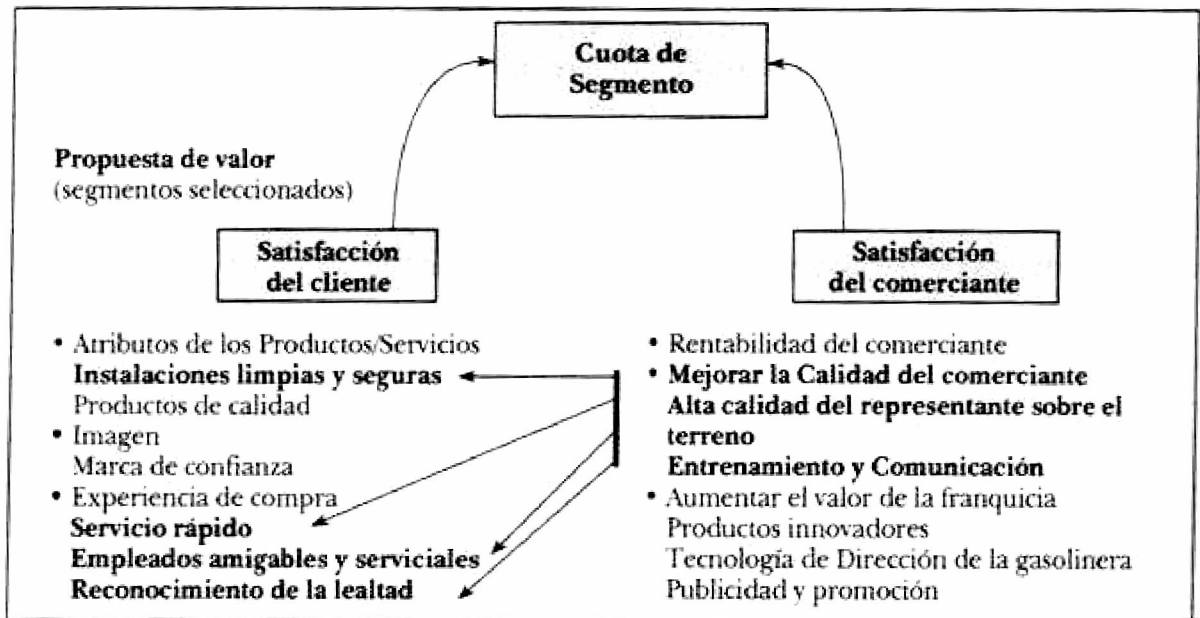 Cuota de
Segmento
Propuesta de valor
(segmentos seleccionados)
Satisfacción
del cliente
Satisfacción
del comerciante
• Atributos de los Productos/Servicios
Instalaciones limpias y seguras
Productos de calidad
• Imagen
Marca de confianza
• Experiencia de compra
Servicio rápido
Empleados amigables y serviciales
Reconocimiento de la lealtad
• Rentabilidad del comerciante
• Mejorar la Calidad del comerciante
Alta calidad del representante sobre el
terreno
Entrenamiento y Comunicación
• Aumentar el valor de la franquicia
Productos innovadores
Tecnología de Dirección de la gasolinera
Publicidad y promoción